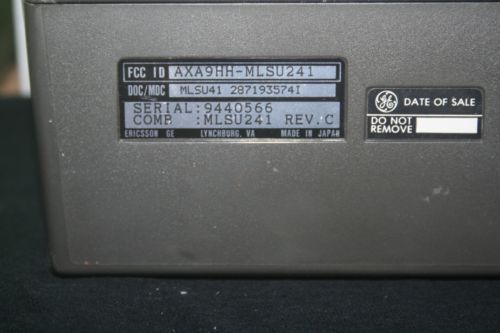 FCC ID AXA9HH-MLSU241
DOC/MDC MLSU41 287193574I
SERIAL:9440566
COMB :MLSU241 REV.C
ERICSSON GE LYNCHBURG, VA MADE IN JAPAN
GE DATE OF SALE
DO NOT
REMOVE